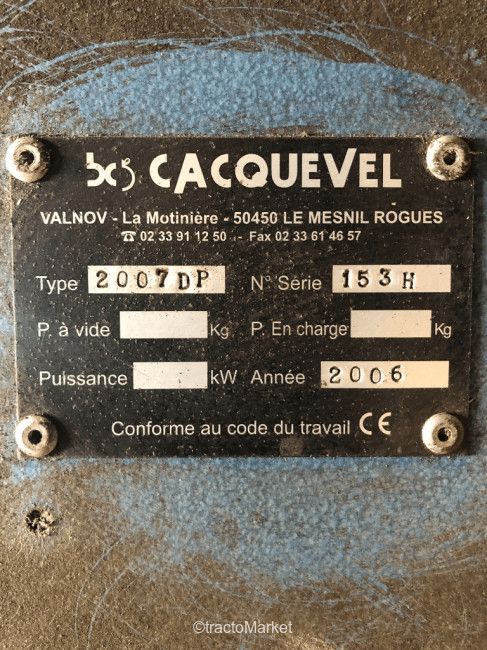 CACQUEVEL
VALNOV - La Motinière - 50450 LE MESNIL ROGUES
☎ 02 33 91 12 50 - Fax 02 33 61 46 57
Type 2007DP N° Série 153H
P. à vide Kg P. En charge Kg
Puissance kW Année 2006
Conforme au code du travail CE
©tractoMarket